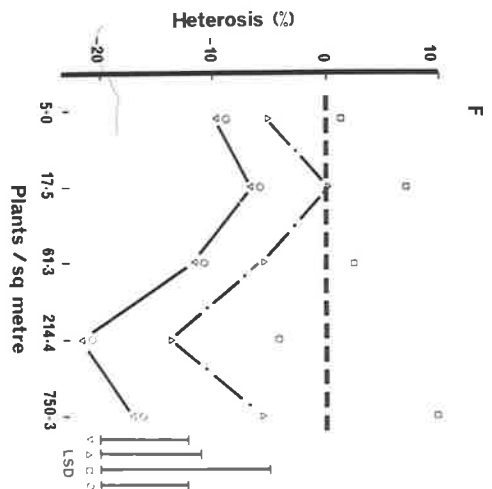 F
Heterosis (%)
10
0
-10
-20
5·0
17·5
61·3
214·4
750·3
Plants / sq metre
LSD